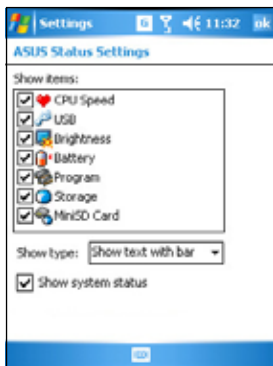 Settings G 11:32 ok
ASUS Status Settings
Show items:
CPU Speed
USB
Brightness
Battery
Program
Storage
MiniSD Card
Show type: Show text with bar
Show system status